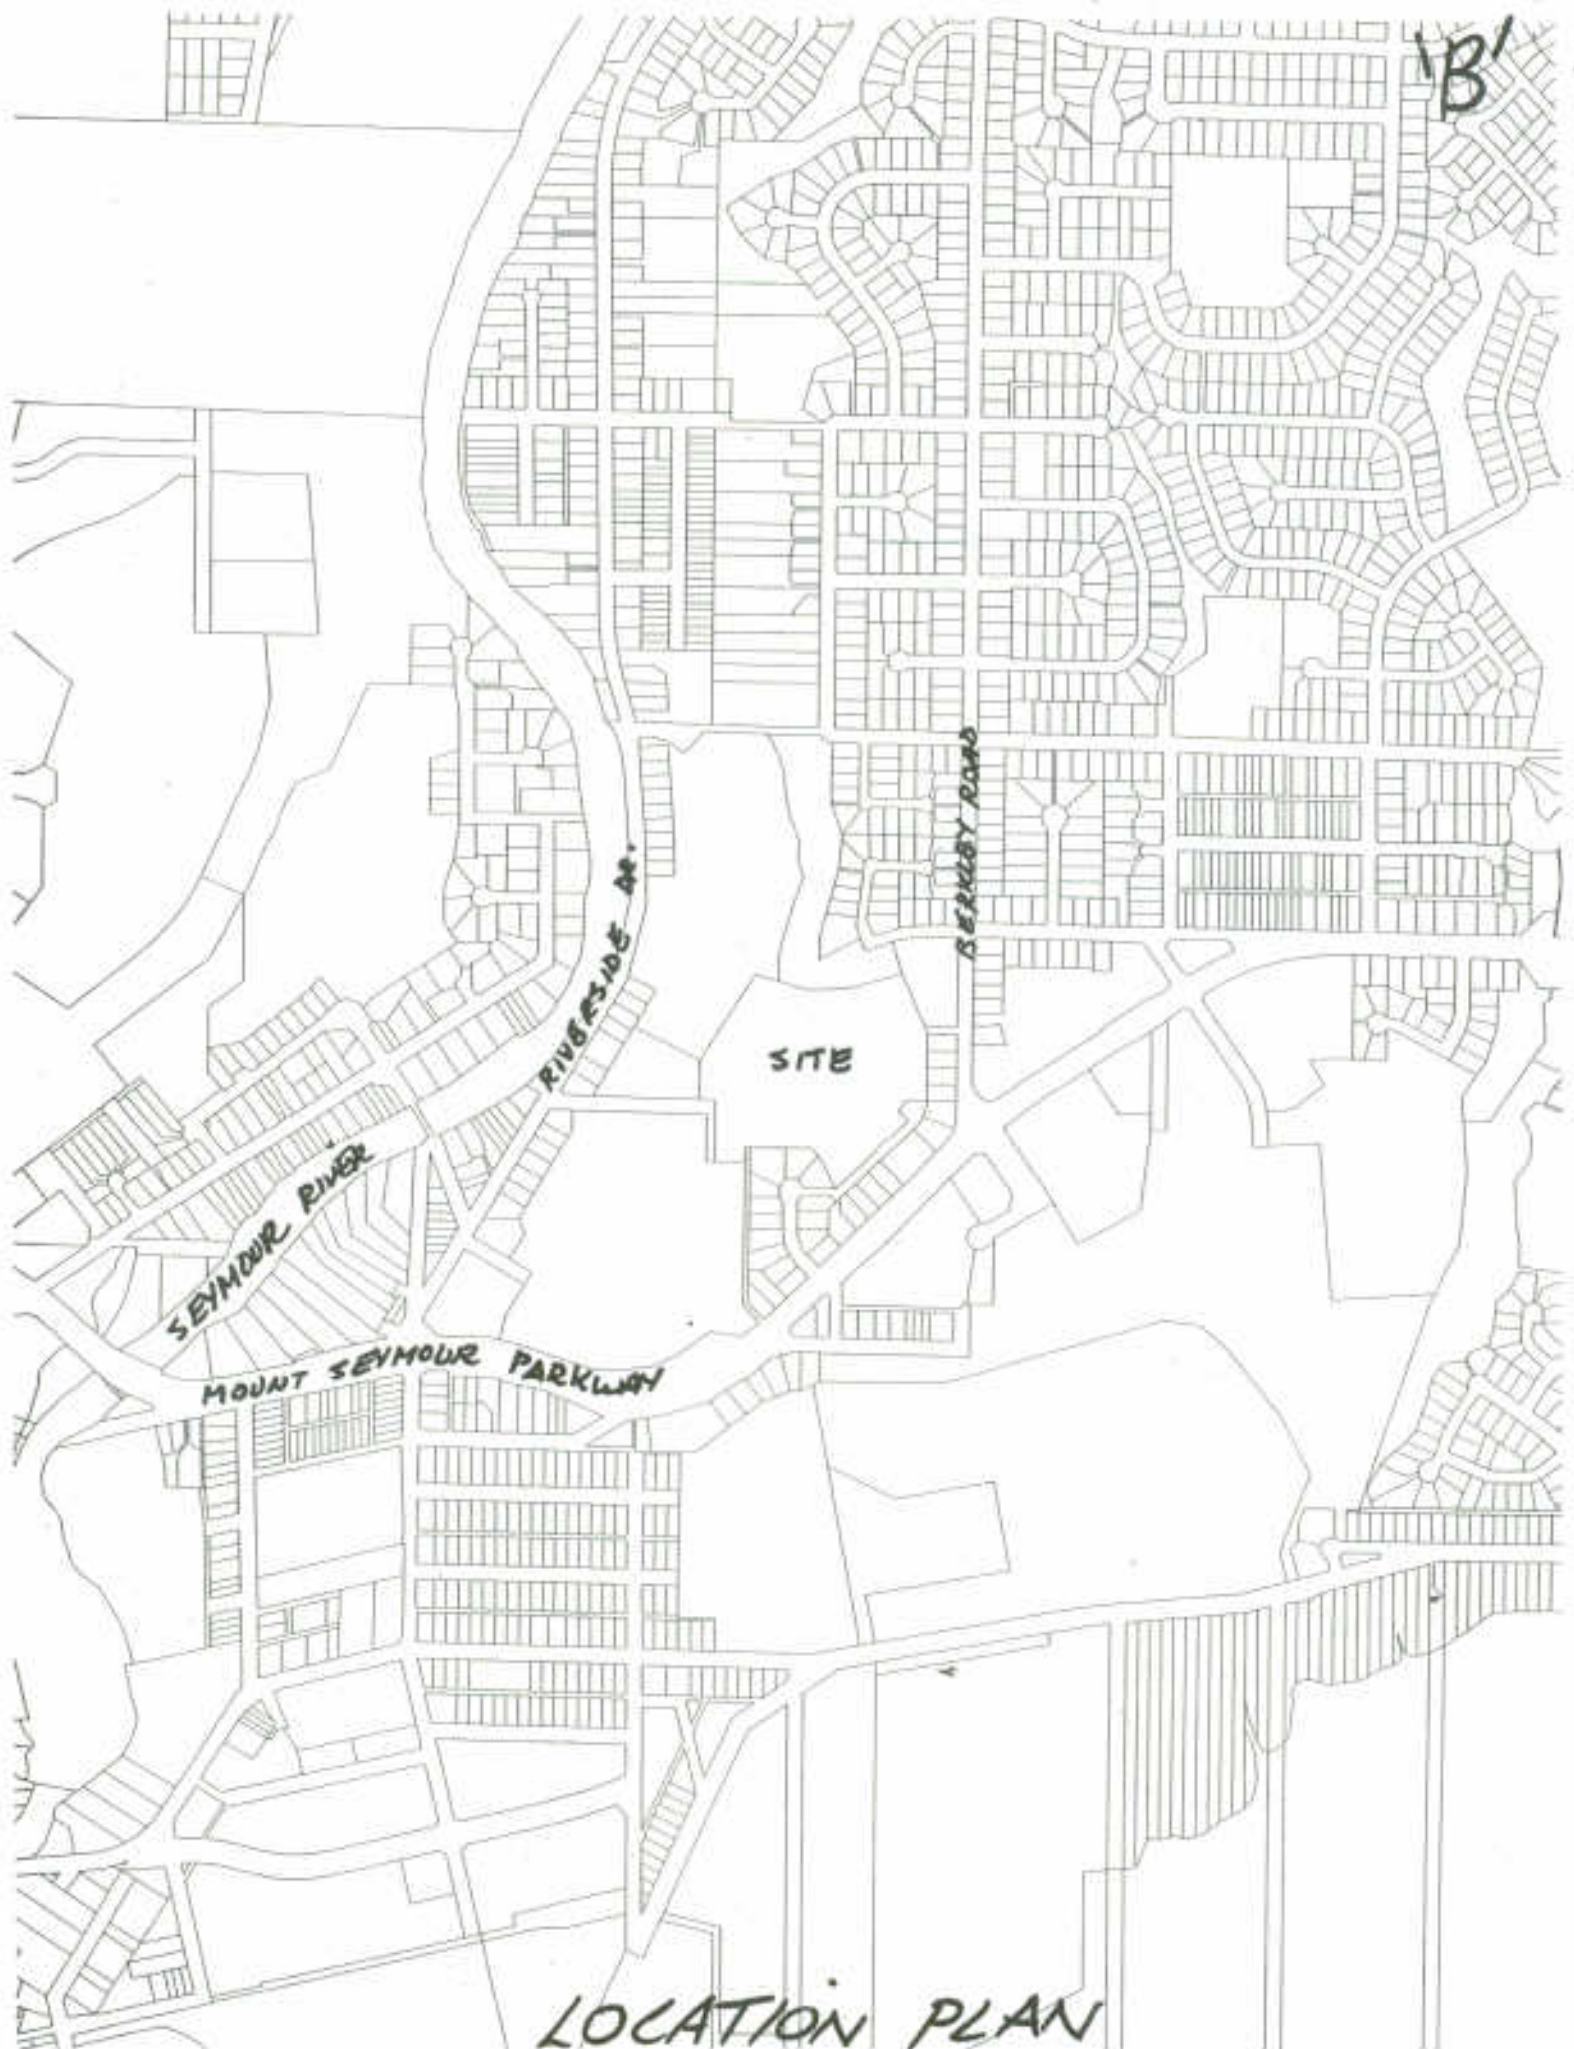 'B'
BERKLEY ROAD
RIVERSIDE DR.
SITE
SEYMOUR RIVER
MOUNT SEYMOUR PARKWAY
LOCATION PLAN